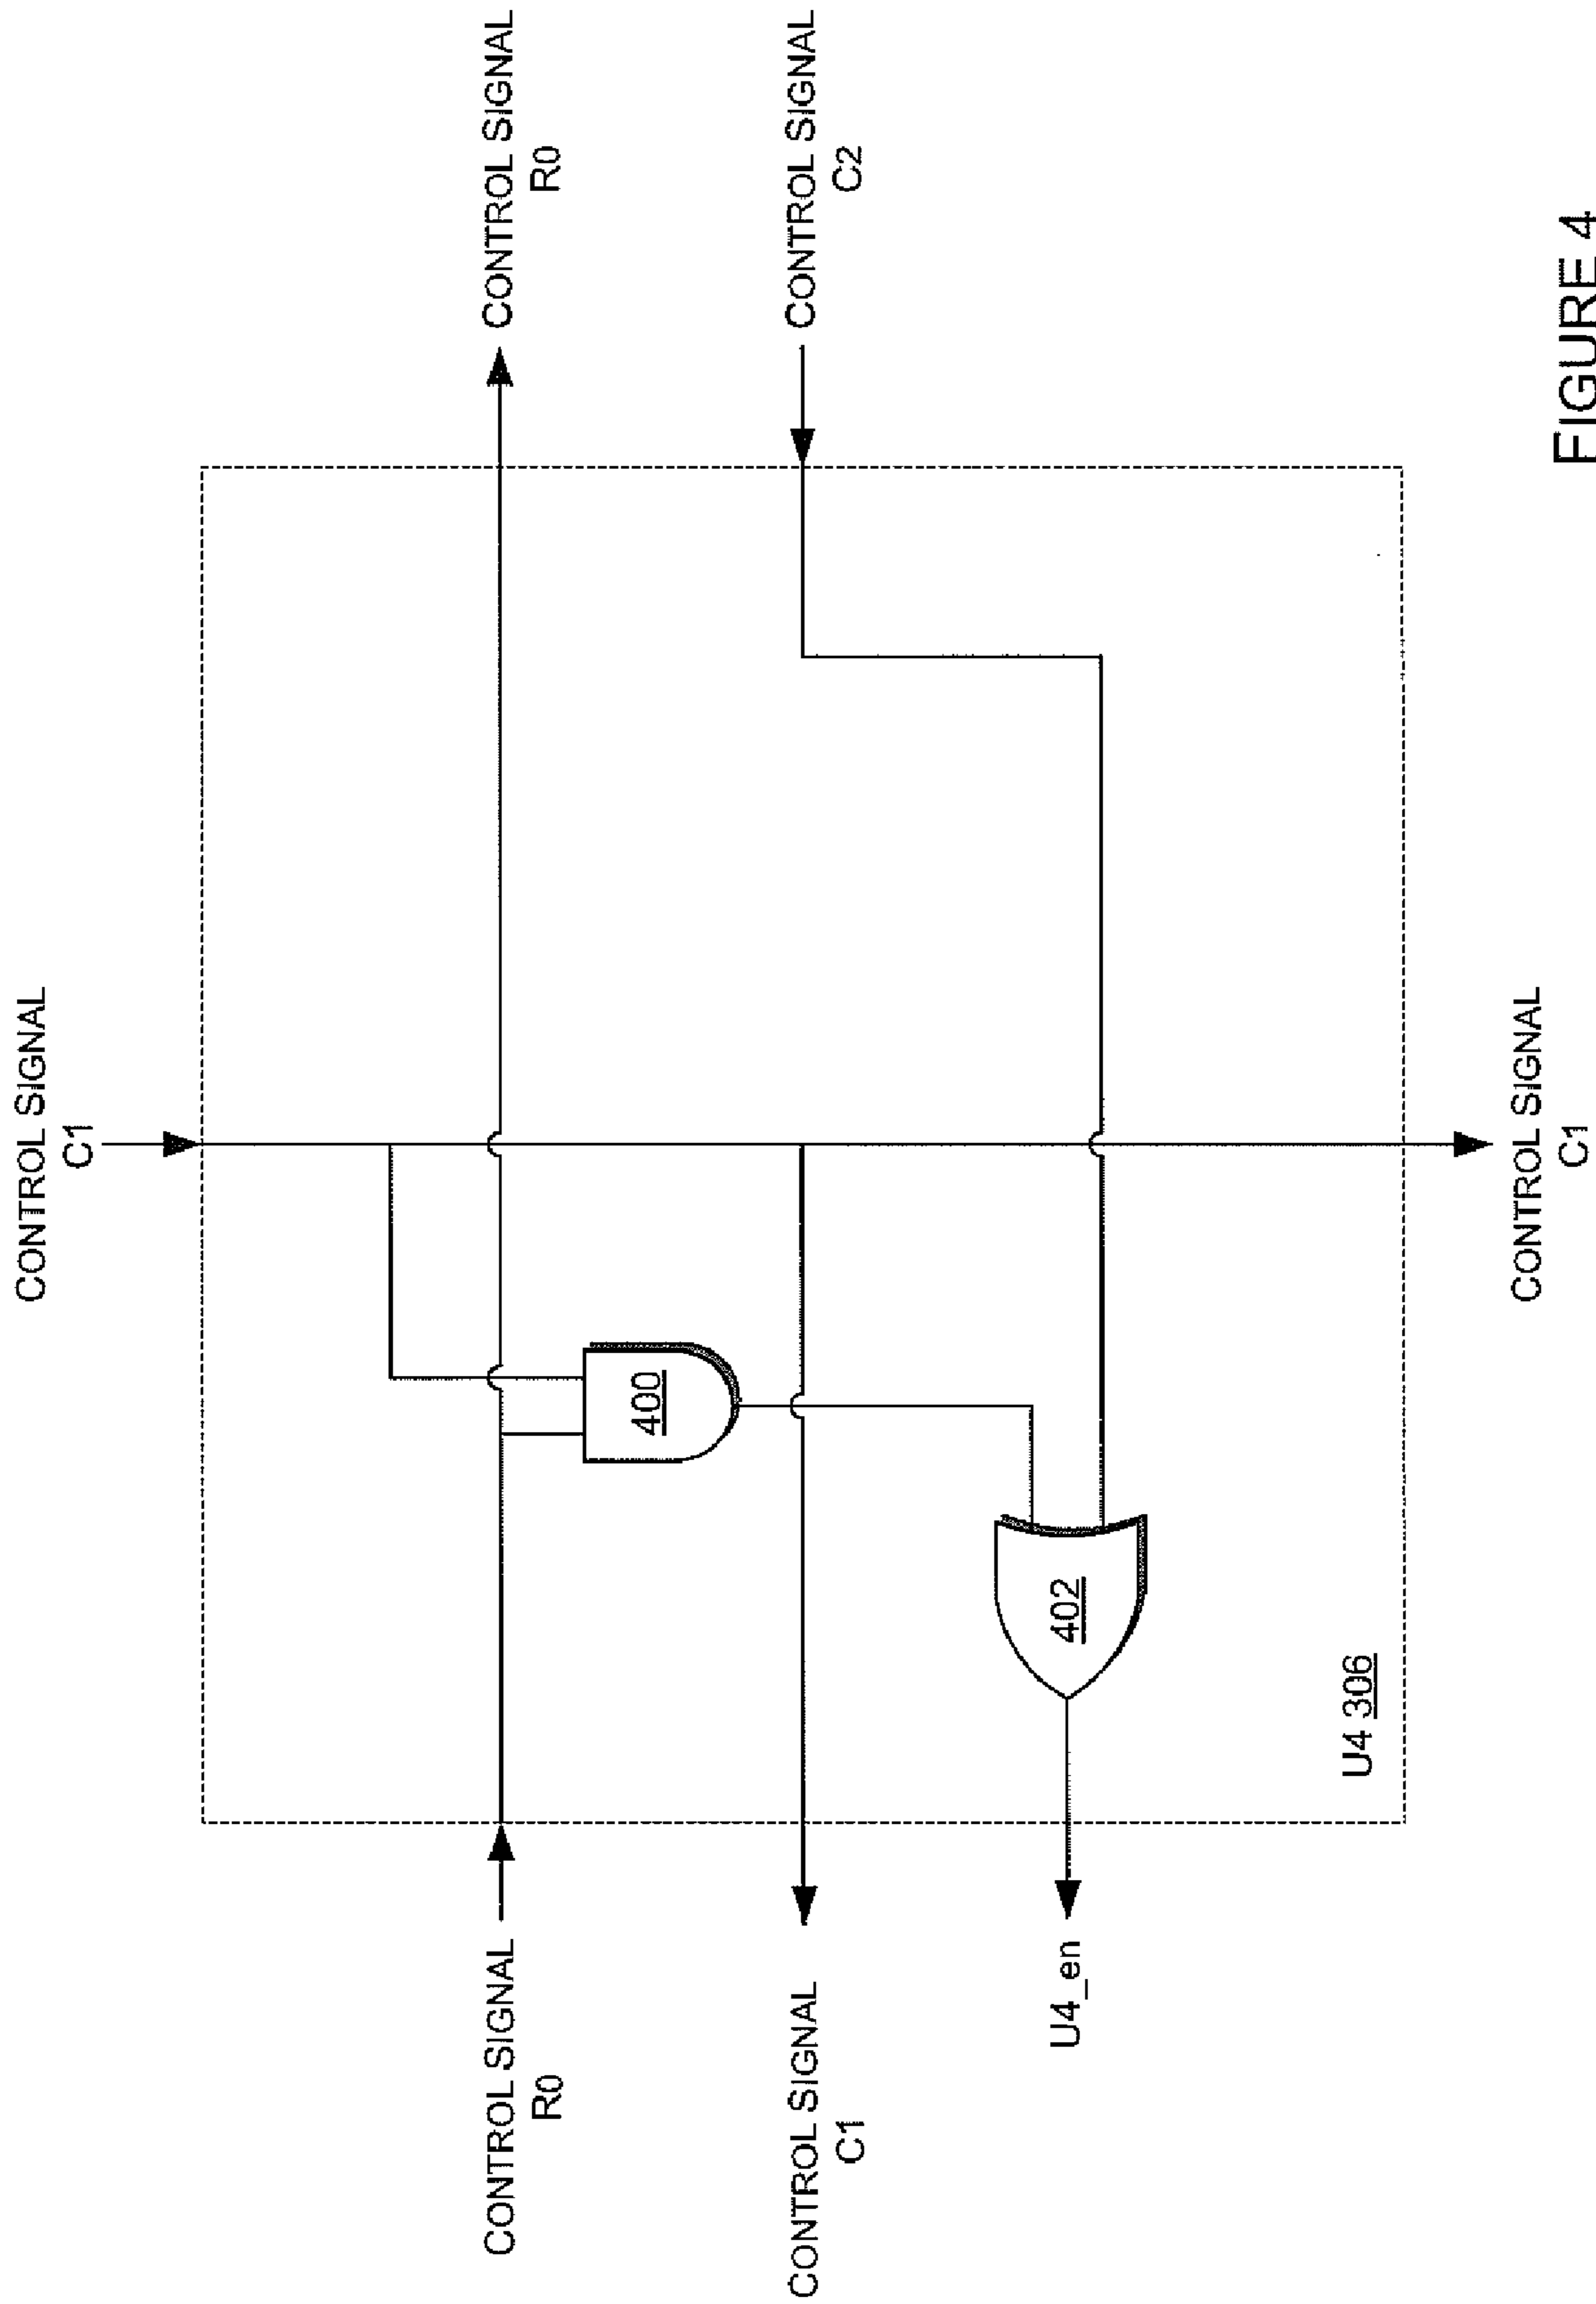 CONTROL SIGNAL
C1
CONTROL SIGNAL
R0
CONTROL SIGNAL
R0
CONTROL SIGNAL
C1
CONTROL SIGNAL
C2
400
402
U4_en
U4 306
CONTROL SIGNAL
C1
FIGURE 4